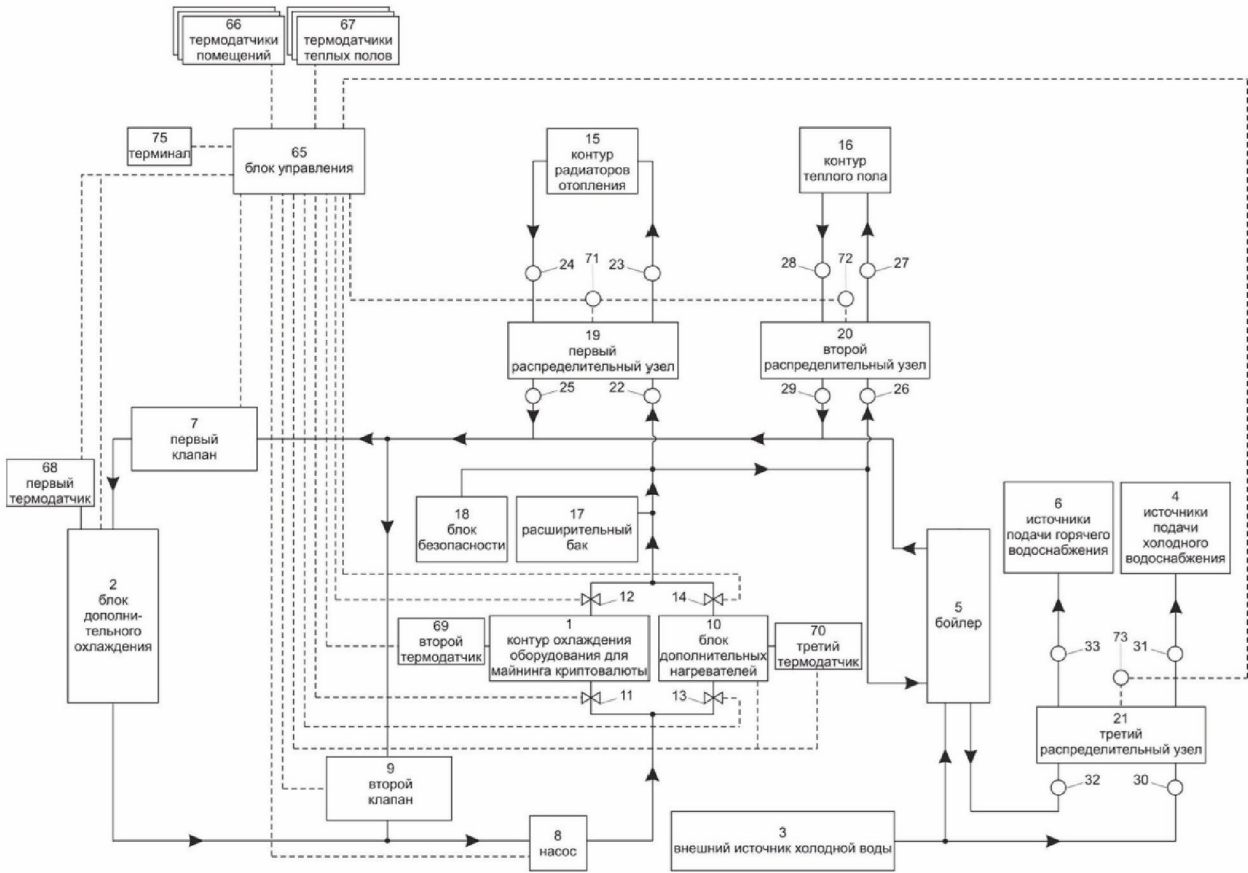 66
термодатчики
помещений
67
термодатчики
теплых полов
75
терминал
65
блок управления
15
контур
радиаторов
отопления
16
контур
теплого пола
24
71
23
28
72
27
19
первый
распределительный узел
20
второй
распределительный узел
25
22
29
26
7
первый
клапан
68
первый
термодатчик
18
блок
безопасности
17
расширительный
бак
6
источники
подачи горячего
водоснабжения
4
источники
подачи
холодного
водоснабжения
2
блок
дополни-
тельного
охлаждения
12
14
5
бойлер
69
второй
термодатчик
1
контур охлаждения
оборудования для
майнинга криптовалюты
10
блок
дополнительных
нагревателей
70
третий
термодатчик
33
73
31
11
13
21
третий
распределительный узел
9
второй
клапан
32
30
8
насос
3
внешний источник холодной воды